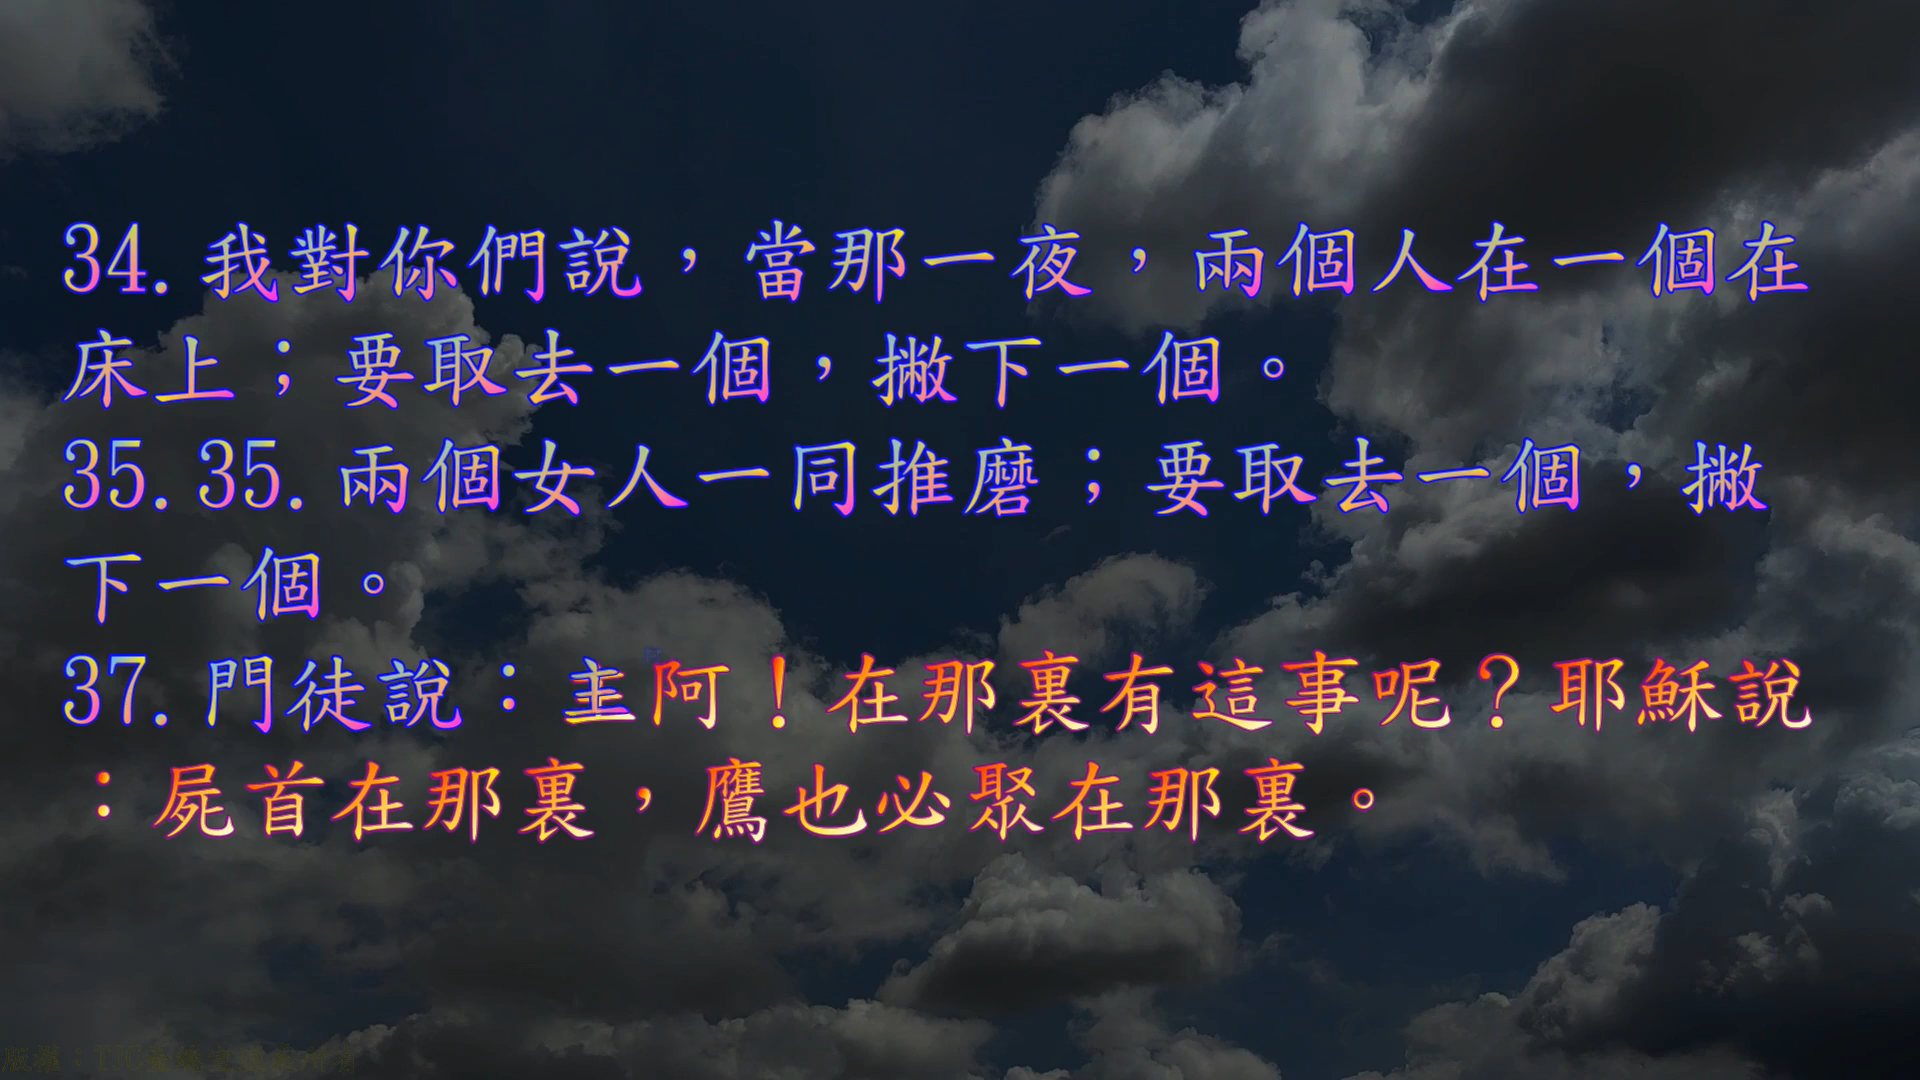 34.我對你們說，當那一夜，兩個人在一個在
床上；要取去一個，撇下一個。
35.35.兩個女人一同推磨；要取去一個，撇
下一個。
37.門徒說：主阿！在那裏有這事呢？耶穌說
：屍首在那裏，鷹也必聚在那裏。
版權：